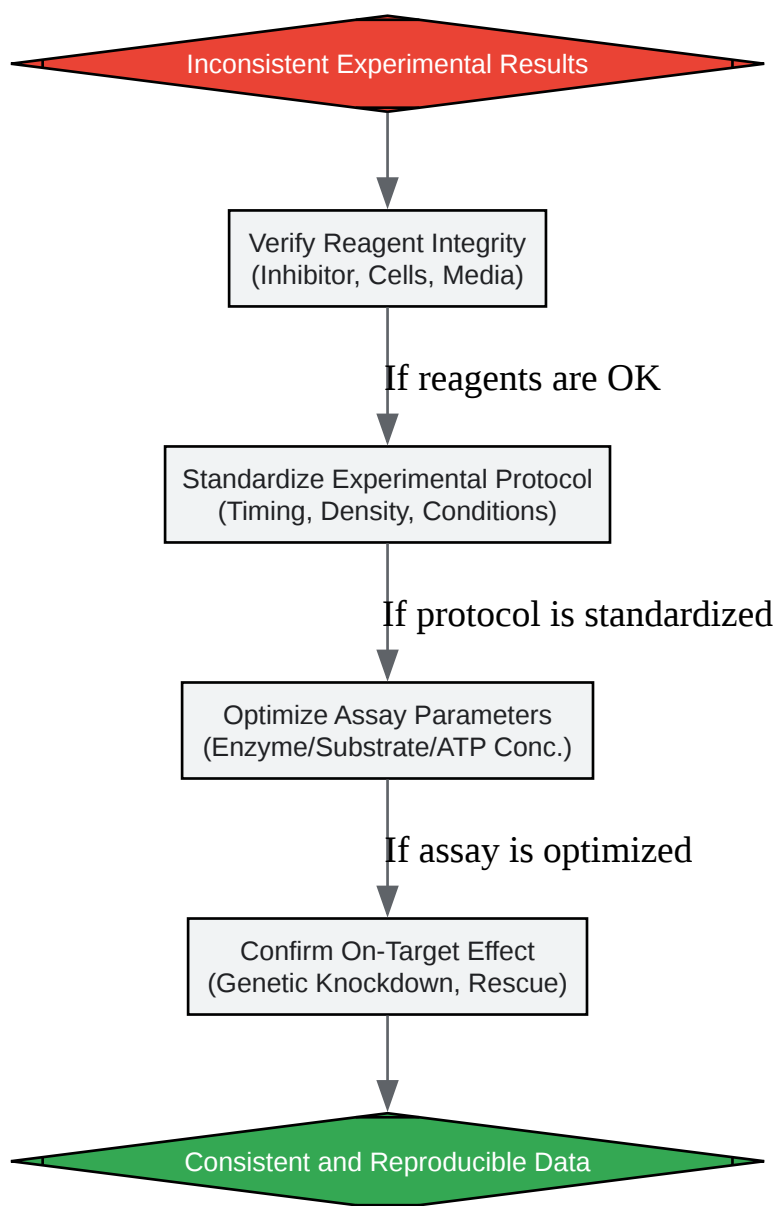 Inconsistent Experimental Results
Verify Reagent Integrity
(Inhibitor, Cells, Media)
If reagents are OK
Standardize Experimental Protocol
(Timing, Density, Conditions)
If protocol is standardized
Optimize Assay Parameters
(Enzyme/Substrate/ATP Conc.)
If assay is optimized
Confirm On-Target Effect
(Genetic Knockdown, Rescue)
Consistent and Reproducible Data